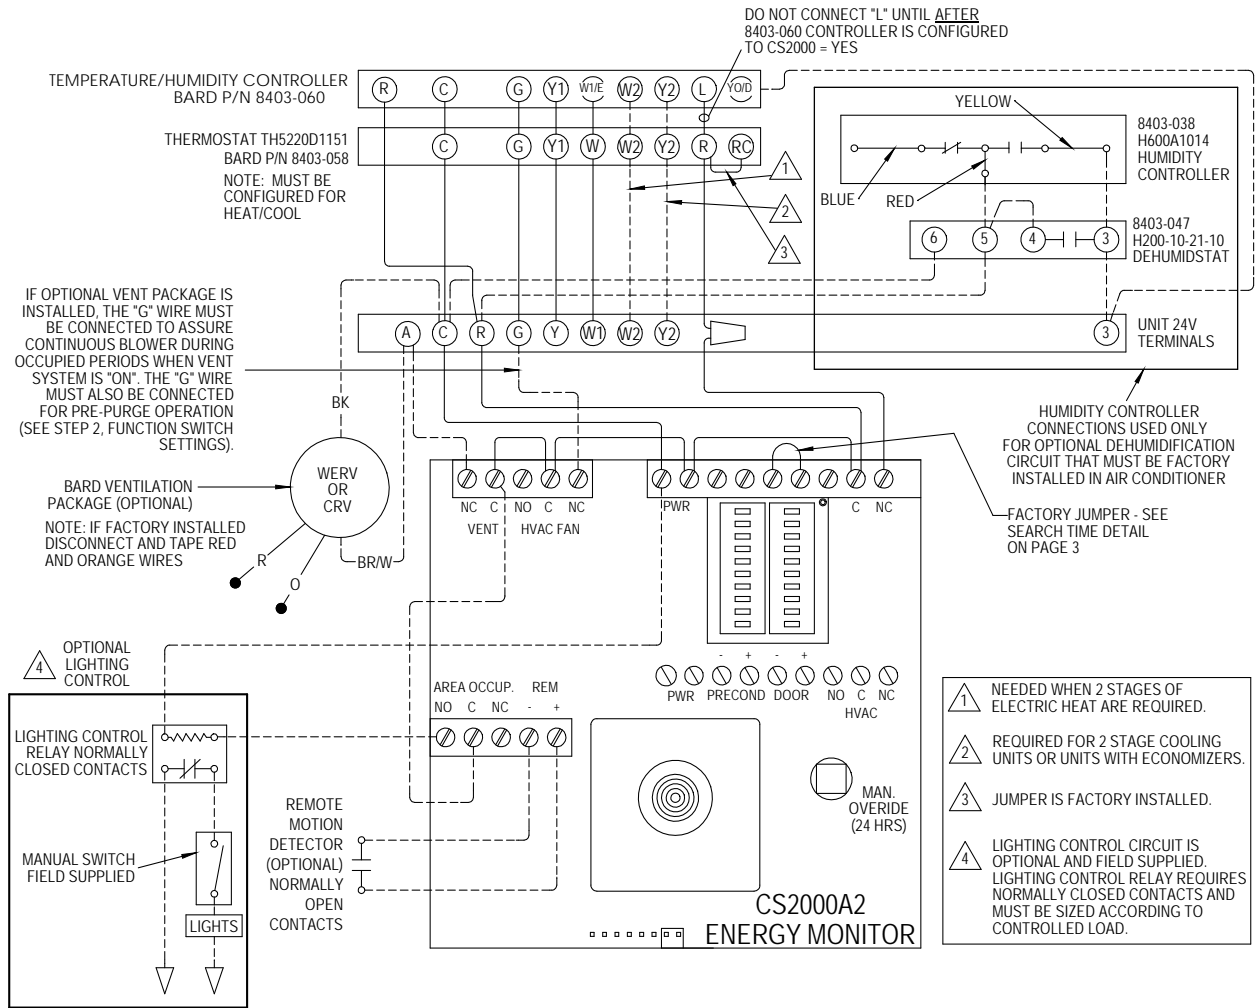 DO NOT CONNECT "L" UNTIL AFTER
8403-060 CONTROLLER IS CONFIGURED
TO CS2000 = YES
TEMPERATURE/HUMIDITY CONTROLLER
BARD P/N 8403-060
R C G Y1 W1/E W2 Y2 L YO/D
THERMOSTAT TH5220D1151
BARD P/N 8403-058
C G Y1 W W2 Y2 R RC
NOTE: MUST BE
CONFIGURED FOR
HEAT/COOL
1
2
3
YELLOW
BLUE
RED
8403-038
H600A1014
HUMIDITY
CONTROLLER
6 5 4 3
8403-047
H200-10-21-10
DEHUMIDSTAT
A C R G Y W1 W2 Y2
3
UNIT 24V
TERMINALS
IF OPTIONAL VENT PACKAGE IS
INSTALLED, THE "G" WIRE MUST
BE CONNECTED TO ASSURE
CONTINUOUS BLOWER DURING
OCCUPIED PERIODS WHEN VENT
SYSTEM IS "ON". THE "G" WIRE
MUST ALSO BE CONNECTED
FOR PRE-PURGE OPERATION
(SEE STEP 2, FUNCTION SWITCH
SETTINGS).
HUMIDITY CONTROLLER
CONNECTIONS USED ONLY
FOR OPTIONAL DEHUMIDIFICATION
CIRCUIT THAT MUST BE FACTORY
INSTALLED IN AIR CONDITIONER
BK
WERV
OR
CRV
BARD VENTILATION
PACKAGE (OPTIONAL)
NOTE: IF FACTORY INSTALLED
DISCONNECT AND TAPE RED
AND ORANGE WIRES
R
O
BR/W
NC C NO C NC
VENT HVAC FAN
PWR
C NC
FACTORY JUMPER - SEE
SEARCH TIME DETAIL
ON PAGE 3
4
OPTIONAL
LIGHTING
CONTROL
LIGHTING CONTROL
RELAY NORMALLY
CLOSED CONTACTS
MANUAL SWITCH
FIELD SUPPLIED
LIGHTS
AREA OCCUP. REM
NO C NC - +
- + - +
PWR PRECOND DOOR NO C NC
HVAC
REMOTE
MOTION
DETECTOR
(OPTIONAL)
NORMALLY
OPEN
CONTACTS
MAN.
OVERIDE
(24 HRS)
CS2000A2
ENERGY MONITOR
1 NEEDED WHEN 2 STAGES OF
ELECTRIC HEAT ARE REQUIRED.
2 REQUIRED FOR 2 STAGE COOLING
UNITS OR UNITS WITH ECONOMIZERS.
3 JUMPER IS FACTORY INSTALLED.
4 LIGHTING CONTROL CIRCUIT IS
OPTIONAL AND FIELD SUPPLIED.
LIGHTING CONTROL RELAY REQUIRES
NORMALLY CLOSED CONTACTS AND
MUST BE SIZED ACCORDING TO
CONTROLLED LOAD.